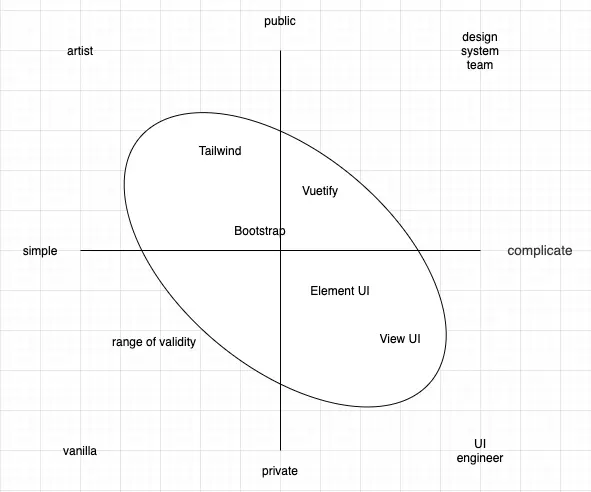 public
artist
design
system
team
Tailwind
Vuetify
Bootstrap
simple
complicate
Element UI
View UI
range of validity
vanilla
UI
engineer
private